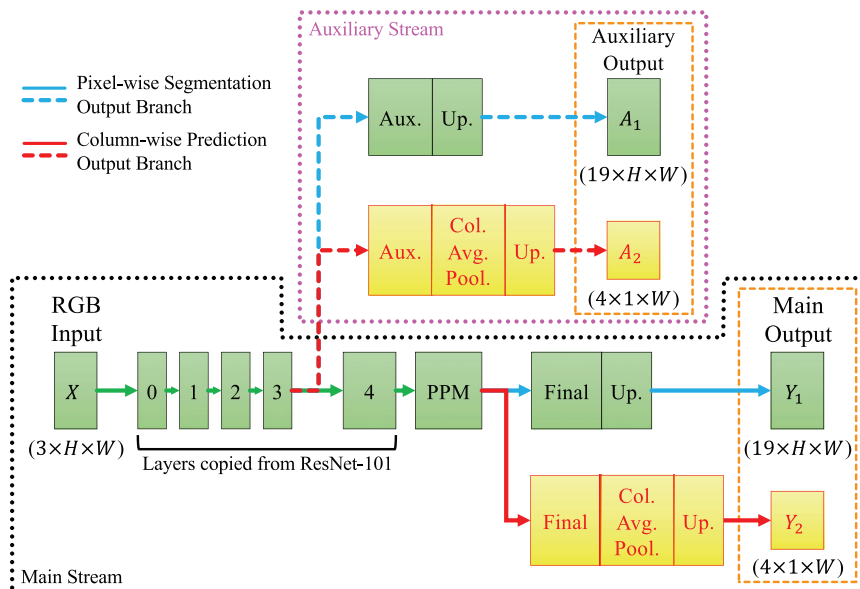 Auxiliary Stream
Auxiliary
Output
Pixel-wise Segmentation
Output Branch
Column-wise Prediction
Output Branch
Aux.
Up.
A₁
(19×H×W)
Aux.
Col.
Avg.
Pool.
Up.
A₂
(4×1×W)
RGB
Input
Main
Output
X
0
1
2
3
4
PPM
Final
Up.
Y₁
(3×H×W)
Layers copied from ResNet-101
(19×H×W)
Final
Col.
Avg.
Pool.
Up.
Y₂
(4×1×W)
Main Stream